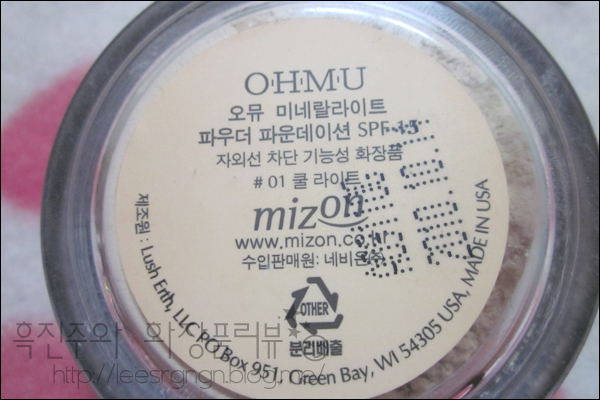 O·H·M·U
오뮤 미네랄라이트
파우더 파운데이션 SPF 15
자외선 차단 기능성 화장품
# 01 쿨 라이트
mizon
www.mizon.co.kr
수입판매원: 네비온㈜
OTHER
분리배출
제조원 : Lush Erth, LLC PO Box 951, Green Bay, WI 54305 USA, MADE IN USA
흑진주와 화장품리뷰★
http://leesrgngn.blog.me/